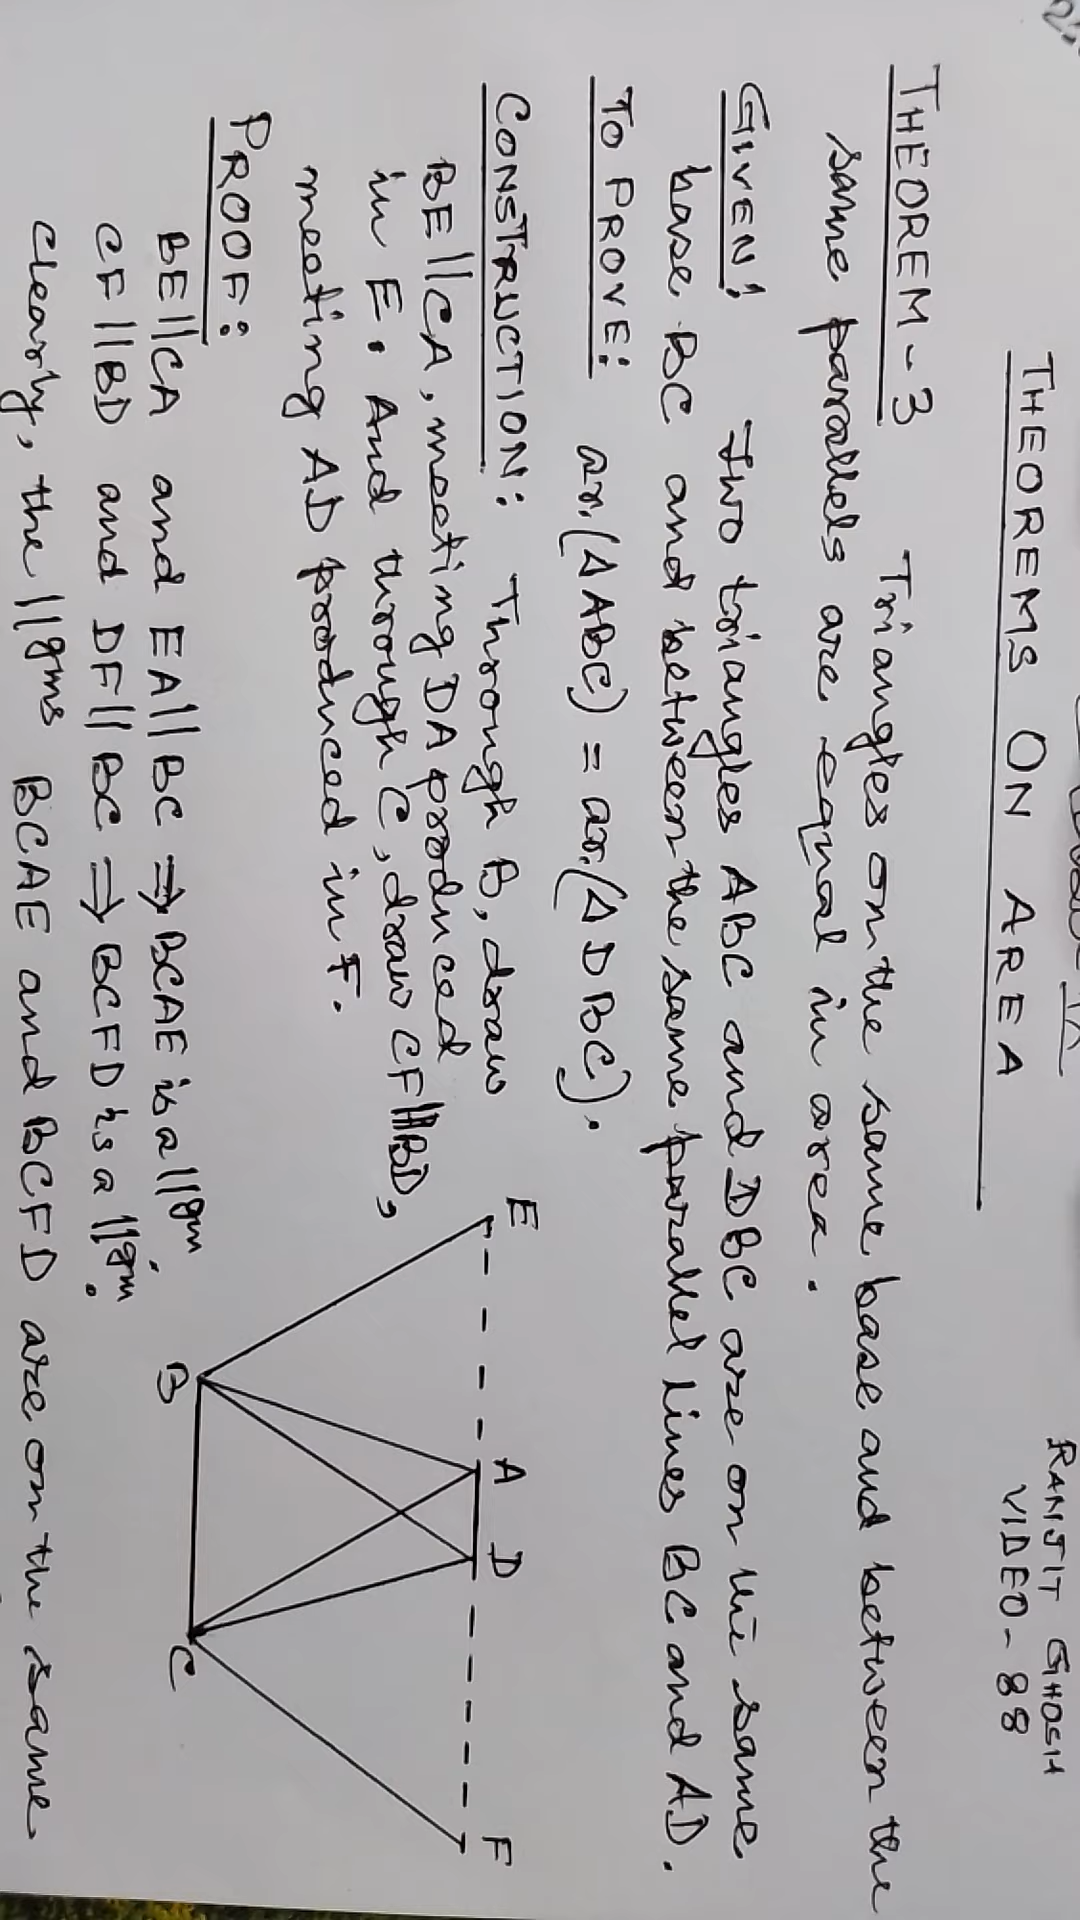 RANJIT GHOSH
VIDEO-88
THEOREMS ON AREA
THEOREM-3 Triangles on the same base and between the
same parallels are equal in area.
GIVEN: Two triangles ABC and DBC are on the same
base BC and between the same parallel lines BC and AD.
TO PROVE: ar.(∆ABC) = ar.(∆DBC).
CONSTRUCTION: Through B, draw
BE||CA, meeting DA produced
in E. And through C, draw CF||BD,
meeting AD produced in F.
PROOF:
BE||CA and EA||BC ⇒ BCAE is a ||gm.
CF||BD and DF||BC ⇒ BCFD is a ||gm.
Clearly, the ||gms BCAE and BCFD are on the same
E A D F
B C